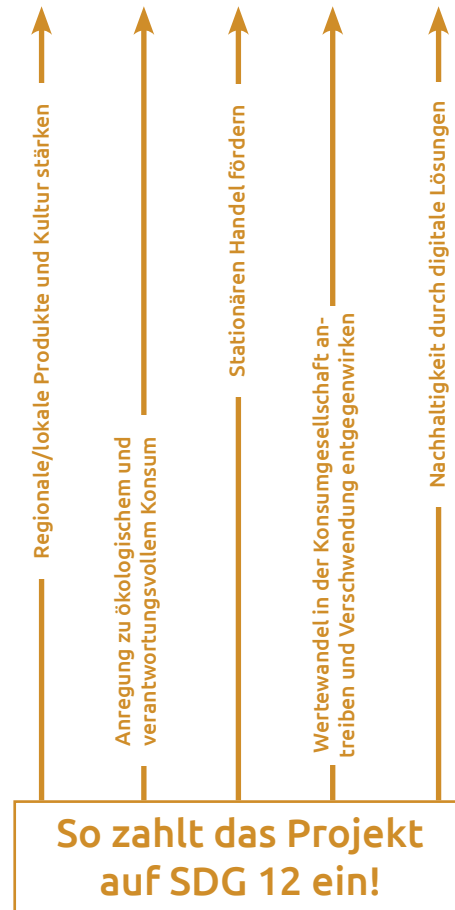 Regionale/lokale Produkte und Kultur stärken
Anregung zu ökologischem und
verantwortungsvollem Konsum
Stationären Handel fördern
Wertewandel in der Konsumgesellschaft an-
treiben und Verschwendung entgegenwirken
Nachhaltigkeit durch digitale Lösungen
So zahlt das Projekt
auf SDG 12 ein!